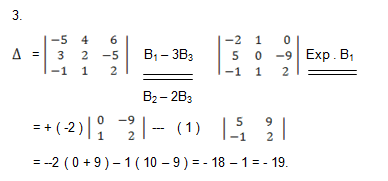 3.
Δ = | -5 4 6 | B₁ – 3B₃ | -2 1 0 | Exp . B₁
| 3 2 -5 | | 5 0 -9 |
| -1 1 2 | B₂ – 2B₃ | -1 1 2 |
= + ( -2 ) | 0 -9 | --- ( 1 ) | 5 9 |
| 1 2 | | -1 2 |
= --2 ( 0 + 9 ) – 1 ( 10 – 9 ) = - 18 – 1 = - 19.